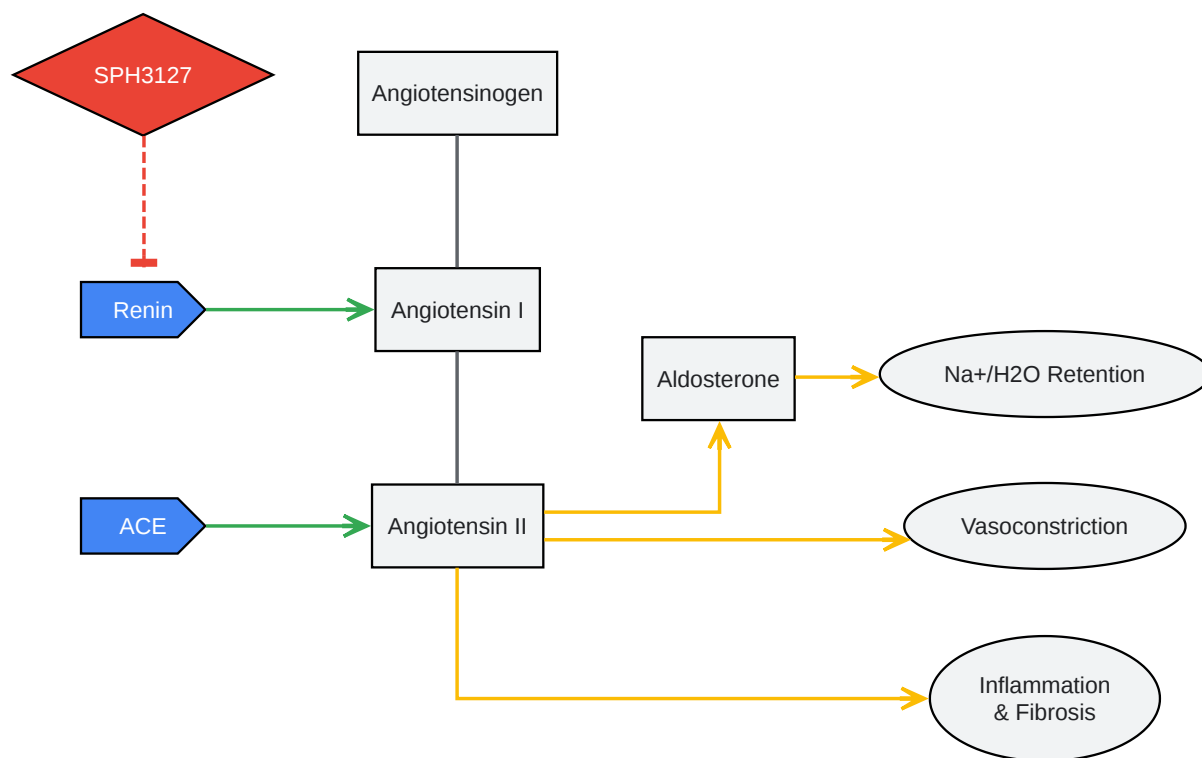 SPH3127
Angiotensinogen
Renin
Angiotensin I
Aldosterone
Na+/H2O Retention
ACE
Angiotensin II
Vasoconstriction
Inflammation
& Fibrosis